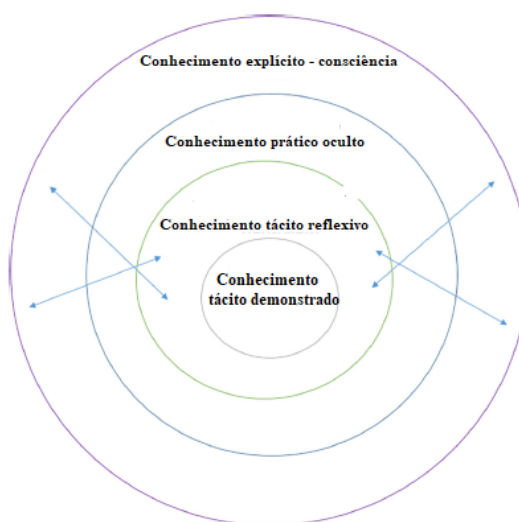 Conhecimento explícito - consciência
Conhecimento prático oculto
Conhecimento tácito reflexivo
Conhecimento
tácito demonstrado